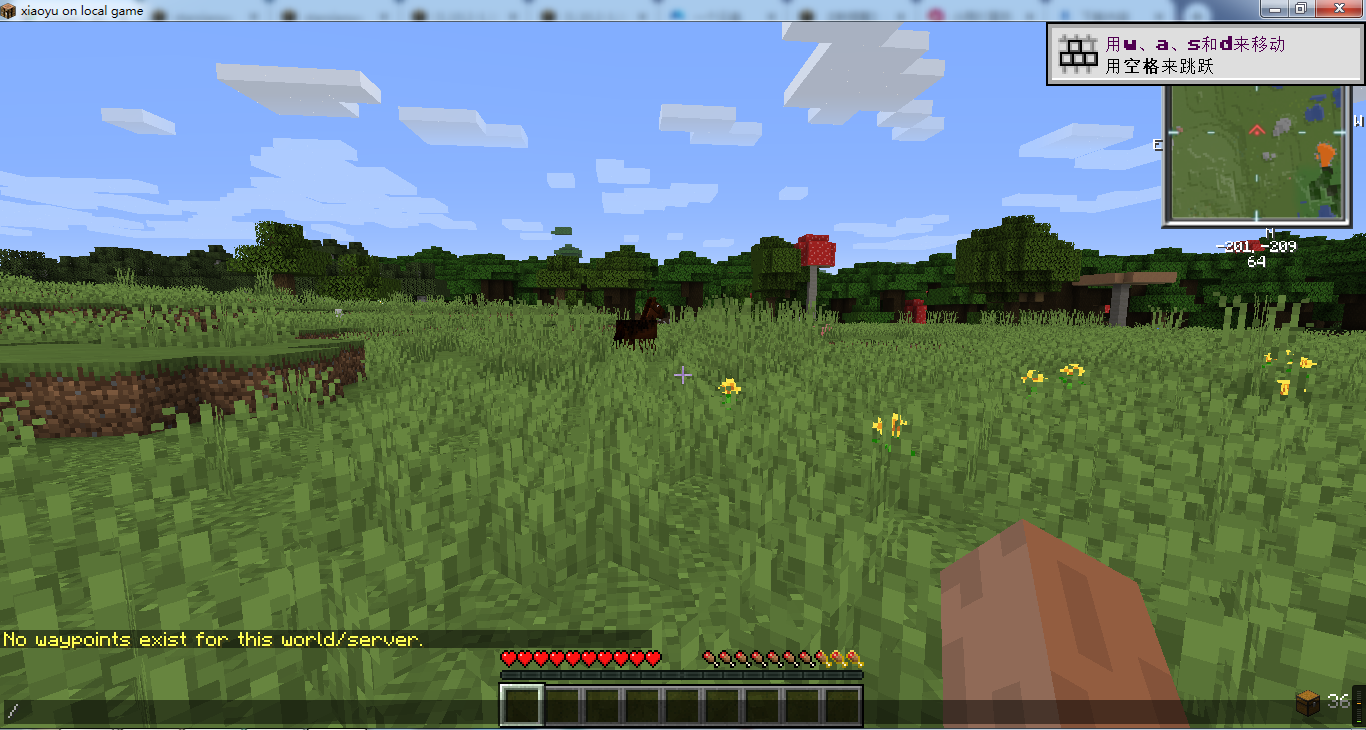 xiaoyu on local game
用w、a、s和d来移动
用空格来跳跃
W
E
N
-201, -209
64
No waypoints exist for this world/server.
/
36